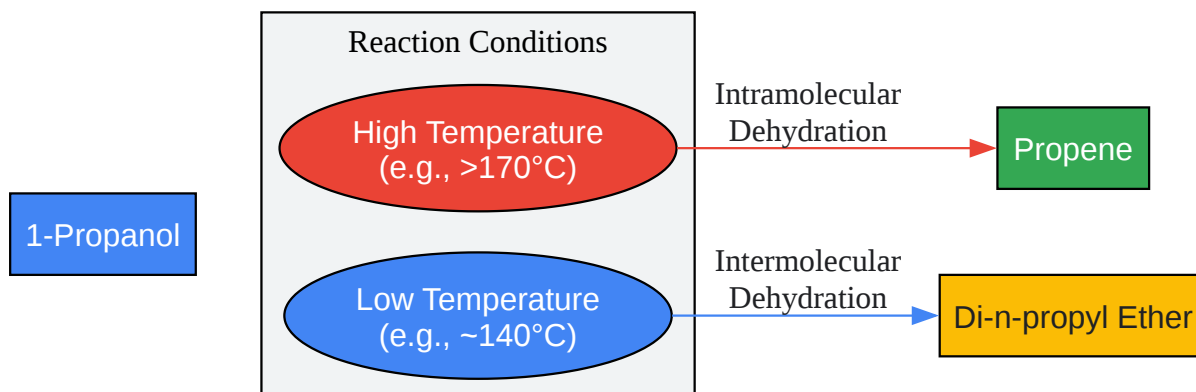 Reaction Conditions
High Temperature
(e.g., >170°C)
Intramolecular
Dehydration
Propene
1-Propanol
Low Temperature
(e.g., ~140°C)
Intermolecular
Dehydration
Di-n-propyl Ether